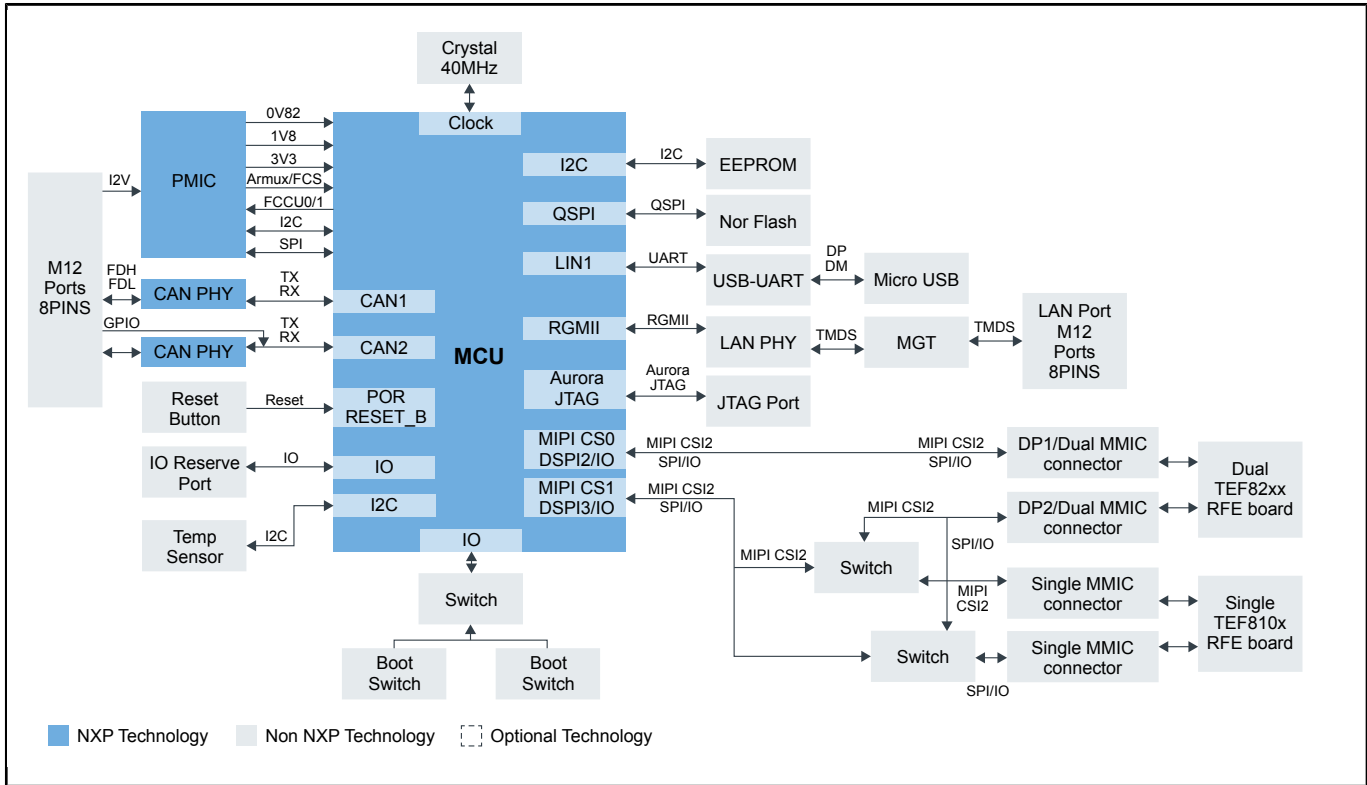 Crystal
40MHz
Clock
PMIC
0V82
1V8
3V3
Armux/FCS
FCCU0/1
I2C
SPI
I2V
M12
Ports
8PINS
FDH
FDL
CAN PHY
TX
RX
CAN1
GPIO
CAN PHY
TX
RX
CAN2
MCU
Reset
Button
Reset
POR
RESET_B
IO Reserve
Port
IO
IO
Temp
Sensor
I2C
I2C
IO
Switch
Boot
Switch
Boot
Switch
I2C
I2C
EEPROM
QSPI
QSPI
Nor Flash
LIN1
UART
USB-UART
DP
DM
Micro USB
RGMII
RGMII
LAN PHY
TMDS
MGT
TMDS
LAN Port
M12
Ports
8PINS
Aurora
JTAG
Aurora
JTAG
JTAG Port
MIPI CS0
DSPI2/IO
MIPI CSI2
SPI/IO
MIPI CSI2
SPI/IO
DP1/Dual MMIC
connector
MIPI CS1
DSPI3/IO
MIPI CSI2
SPI/IO
MIPI CSI2
DP2/Dual MMIC
connector
Dual
TEF82xx
RFE board
MIPI CSI2
Switch
SPI/IO
MIPI
CSI2
Single MMIC
connector
Switch
SPI/IO
Single MMIC
connector
Single
TEF810x
RFE board
NXP Technology
Non NXP Technology
Optional Technology